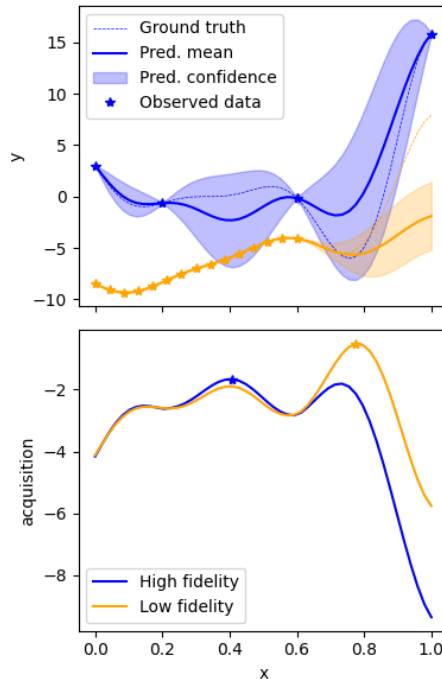 Ground truth
Pred. mean
Pred. confidence
Observed data
15
10
5
0
−5
−10
y
−2
−4
−6
−8
acquisition
High fidelity
Low fidelity
0.0 0.2 0.4 0.6 0.8 1.0
x